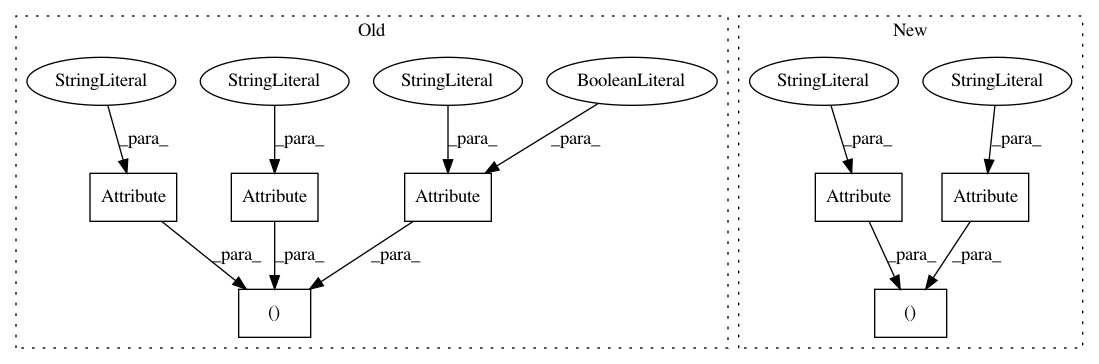 Old
New
StringLiteral
StringLiteral
StringLiteral
BooleanLiteral
StringLiteral
StringLiteral
_para_
_para_
_para_
_para_
_para_
_para_
Attribute
Attribute
Attribute
Attribute
Attribute
_para_
_para_
_para_
_para_
_para_
()
()